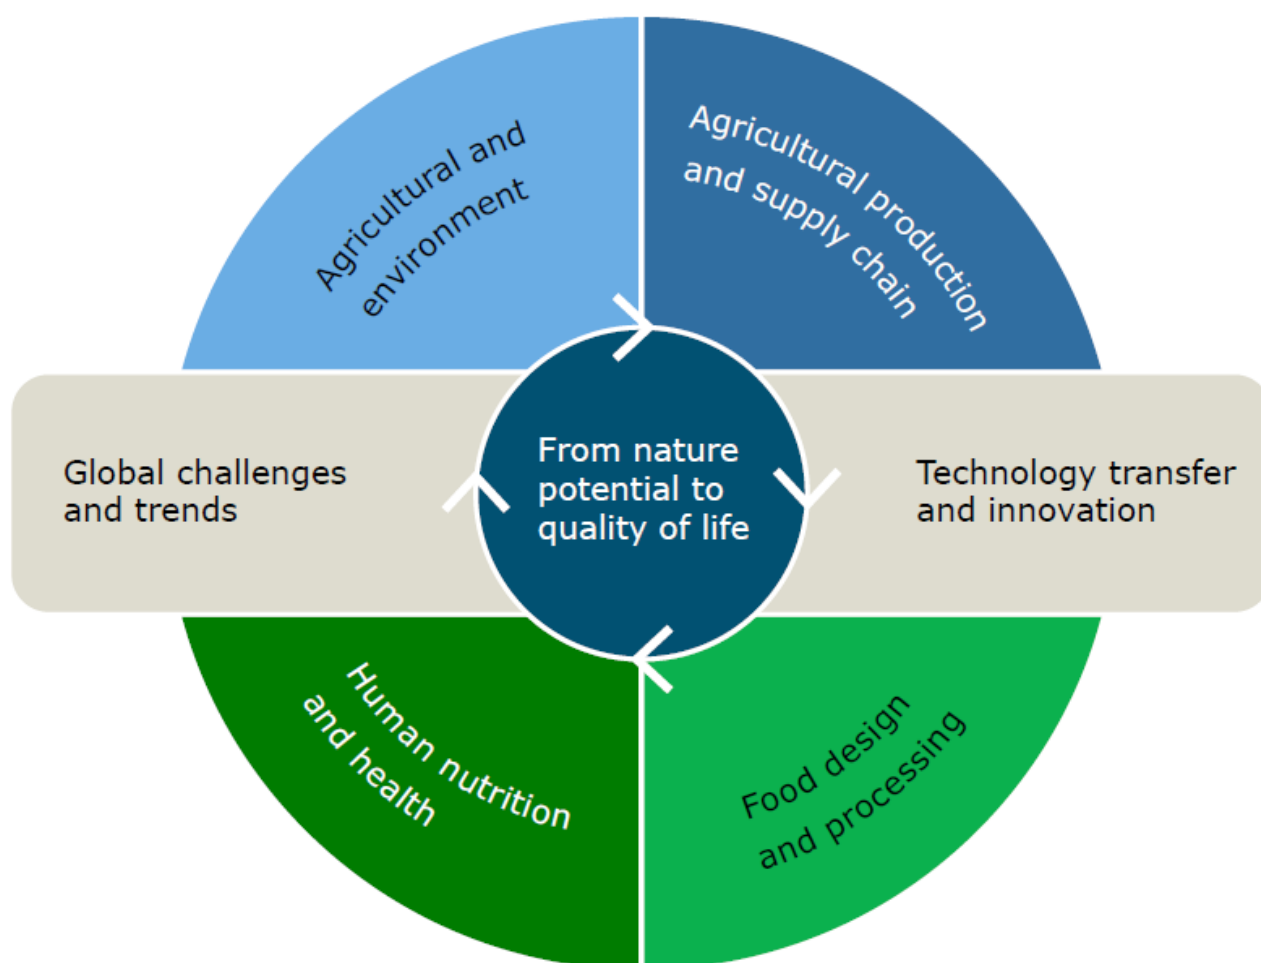 Agricultural and
environment
Agricultural production
and supply chain
Global challenges
and trends
From nature
potential to
quality of life
Technology transfer
and innovation
Human nutrition
and health
Food design
and processing